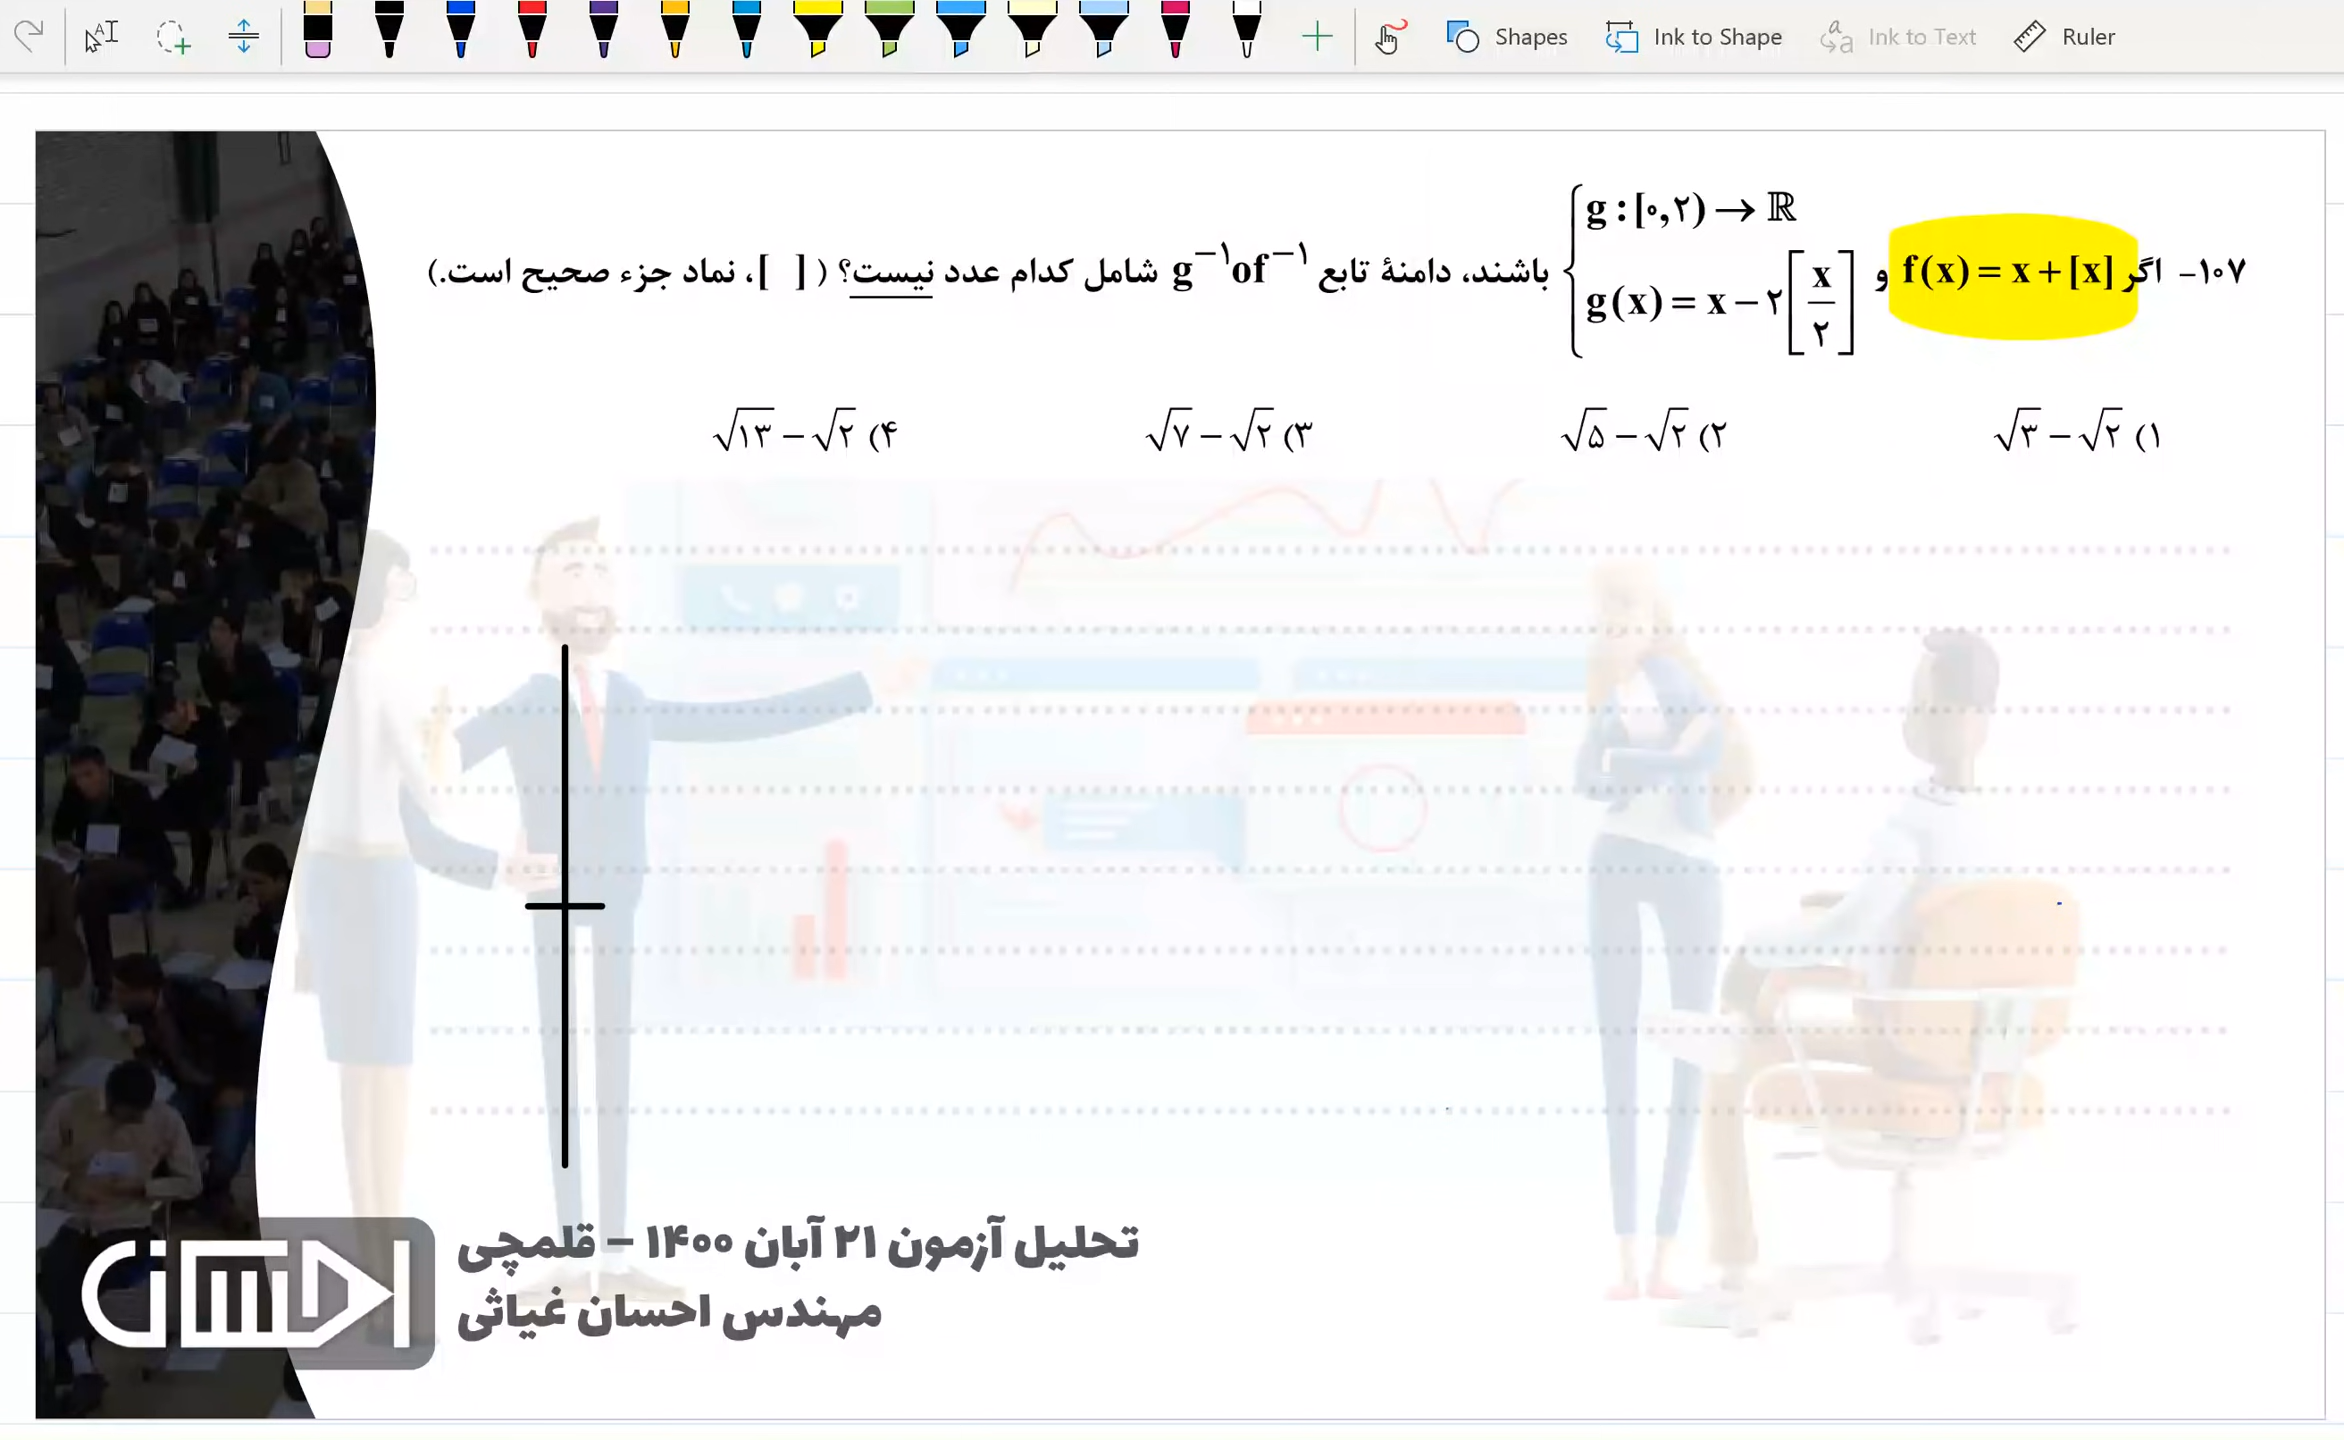 Shapes Ink to Shape Ink to Text Ruler
۱۰۷- اگر f(x) = x + [x] و { g : [۰,۲) → ℝ
g(x) = x − ۲[x/۲] باشند، دامنهٔ تابع g⁻¹of⁻¹ شامل کدام عدد نیست؟ ( [ ]، نماد جزء صحیح است.)
۱) √۳ − √۲ ۲) √۵ − √۲ ۳) √۷ − √۲ ۴) √۱۳ − √۲
تحلیل آزمون ۲۱ آبان ۱۴۰۰ – قلمچی
مهندس احسان غیاثی